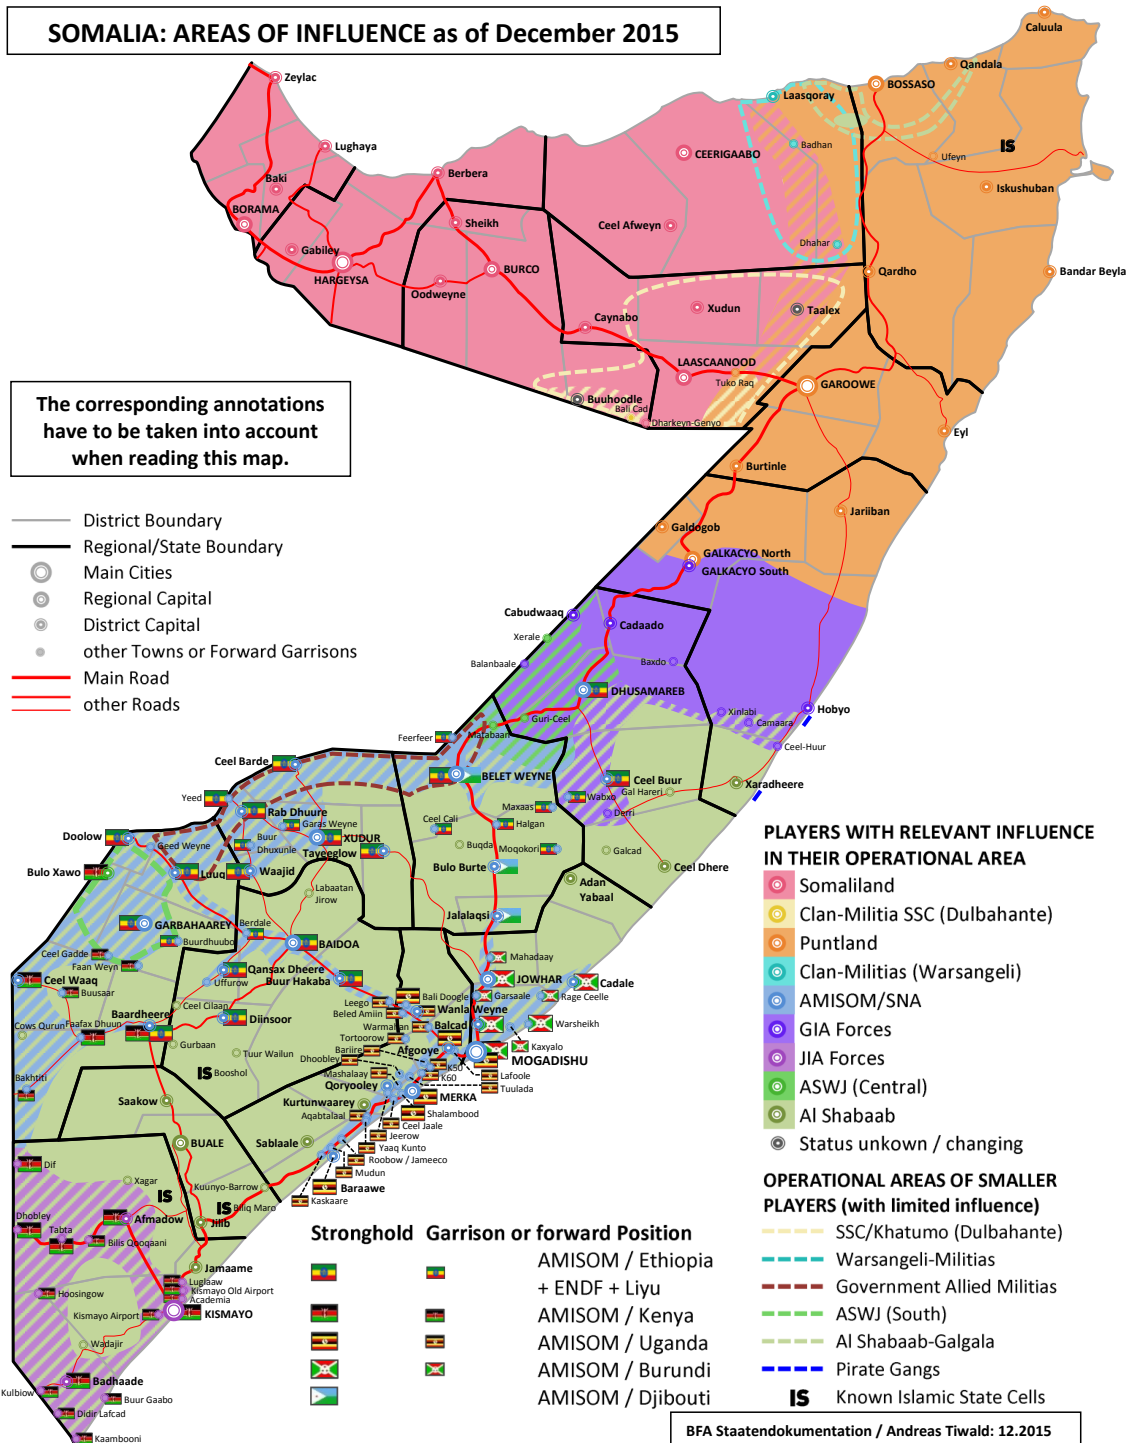 SOMALIA: AREAS OF INFLUENCE as of December 2015
Caluula
Qandala
Zeylac
BOSSASO
Laasqoray
Lughaya
Badhan
CEERIGAABO
Ufeyn
IS
Berbera
Baki
Iskushuban
BORAMA
Sheikh
Ceel Afweyn
Gabiley
Dhahar
HARGEYSA
BURCO
Qardho
Bandar Beyla
Oodweyne
Xudun
Taalex
Caynabo
LAASCAANOOD
Tuko Raq
GAROOWE
Buuhoodle
Bali Cad
Dharkeyn-Genyo
Eyl
The corresponding annotations
have to be taken into account
when reading this map.
Burtinle
Jariiban
Galdogob
GALKACYO North
GALKACYO South
District Boundary
Regional/State Boundary
Main Cities
Regional Capital
District Capital
other Towns or Forward Garrisons
Main Road
other Roads
Cabudwaaq
Cadaado
Xerale
Balanbaale
Baxdo
DHUSAMAREB
Hobyo
Xinlabi
Guri-Ceel
Camaara
Matabaan
Feerfeer
Ceel-Huur
Ceel Barde
BELET WEYNE
Ceel Buur
Xaradheere
Gal Hareri
Yeed
Wabxo
Rab Dhuure
Maxaas
Derri
Garas Weyne
Ceel Cali
Halgan
Doolow
Geed Weyne
Buur
Dhuxunle
XUDUR
Tayeeglow
Buqda
Moqokori
Galcad
Bulo Xawo
Luuq
Waajid
Bulo Burte
Ceel Dhere
Adan
Yabaal
Labaatan
Jirow
GARBAHAAREY
Jalalaqsi
Berdale
Buurdhuubo
BAIDOA
Ceel Gadde
Faan Weyn
Mahadaay
Qansax Dheere
Buur Hakaba
JOWHAR
Cadale
Ceel Waaq
Uffurow
Buusaar
Leego
Bali Doogle
Garsaale
Rage Ceelle
Ceel Cilaan
Beled Amiin
Wanla Weyne
Baardheere
Diinsoor
Warmahan
Balcad
Warsheikh
Cows Qurun
Faafax Dhuun
Tortoorow
Gurbaan
Bariire
Afgooye
Kaxyalo
Tuur Wailun
Dhoobley
MOGADISHU
K50
IS
Booshol
Mashalaay
K60
Lafoole
Bakhtiti
Qoryooley
Tuulada
Saakow
Kurtunwaarey
MERKA
Aqabtalaal
Shalambood
Ceel Jaale
BUALE
Sablaale
Jeerow
Yaaq Kunto
Dif
Roobow / Jameeco
Xagar
Mudun
IS
Kuunyo-Barrow
Baraawe
IS
Biliq Maro
Kaskaare
Dhobley
Afmadow
Jilib
Tabta
Bilis Qooqaani
Jamaame
Luglaaw
Hoosingow
Kismayo Old Airport
Academia
Kismayo Airport
KISMAYO
Wadajir
Badhaade
Kulbiow
Buur Gaabo
Didir Lafcad
Kaambooni
PLAYERS WITH RELEVANT INFLUENCE
IN THEIR OPERATIONAL AREA
Somaliland
Clan-Militia SSC (Dulbahante)
Puntland
Clan-Militias (Warsangeli)
AMISOM/SNA
GIA Forces
JIA Forces
ASWJ (Central)
Al Shabaab
Status unkown / changing
OPERATIONAL AREAS OF SMALLER
PLAYERS (with limited influence)
SSC/Khatumo (Dulbahante)
Warsangeli-Militias
Government Allied Militias
ASWJ (South)
Al Shabaab-Galgala
Pirate Gangs
IS Known Islamic State Cells
Stronghold Garrison or forward Position
AMISOM / Ethiopia
+ ENDF + Liyu
AMISOM / Kenya
AMISOM / Uganda
AMISOM / Burundi
AMISOM / Djibouti
BFA Staatendokumentation / Andreas Tiwald: 12.2015